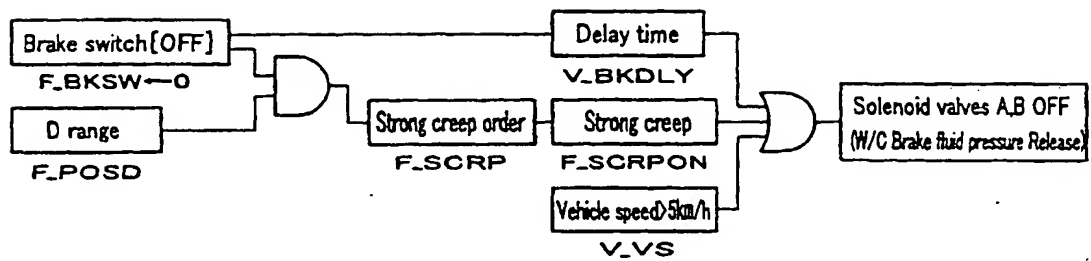 Brake switch[OFF]
F_BKSW←0
D range
F_POSD
Strong creep order
F_SCRP
Delay time
V_BKDLY
Strong creep
F_SCRPON
Vehicle speed>5km/h
V_VS
Solenoid valves A,B OFF
(W/C Brake fluid pressure Release)